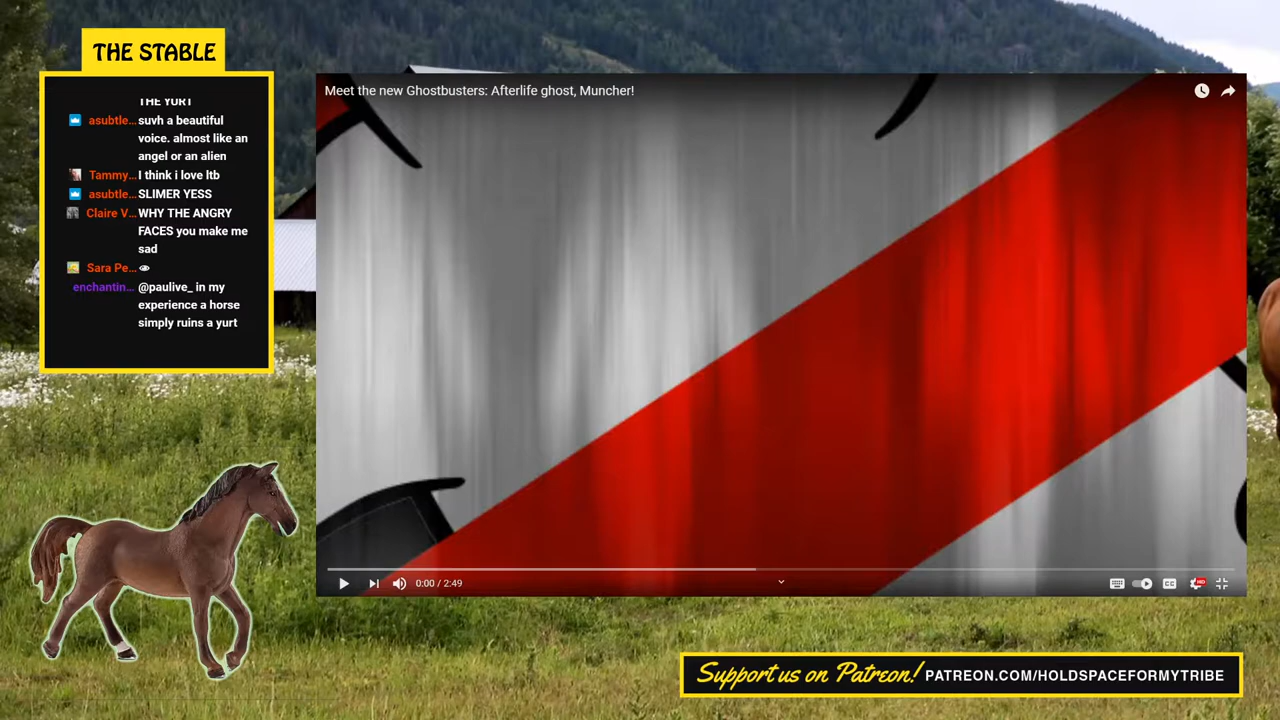 THE STABLE
THE YURT
asubtle... suvh a beautiful
voice. almost like an
angel or an alien
Tammy... I think i love ltb
asubtle... SLIMER YESS
Claire V... WHY THE ANGRY
FACES you make me
sad
Sara Pe... 👁
enchantin... @paulive_ in my
experience a horse
simply ruins a yurt
Meet the new Ghostbusters: Afterlife ghost, Muncher!
0:00 / 2:49
CC
HD
Support us on Patreon! PATREON.COM/HOLDSPACEFORMYTRIBE